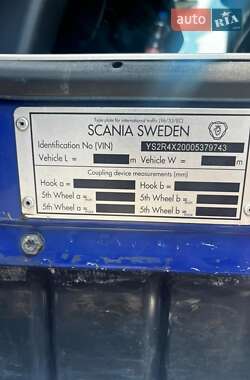 RIA.com
Type plate for international traffic (96/53/EC)
SCANIA SWEDEN
Identification No (VIN) YS2R4X20005379743
Vehicle L = m Vehicle W = m
Coupling device measurements (mm)
Hook a = Hook b =
5th Wheel a = 5th Wheel b =
5th Wheel a = 5th Wheel b =